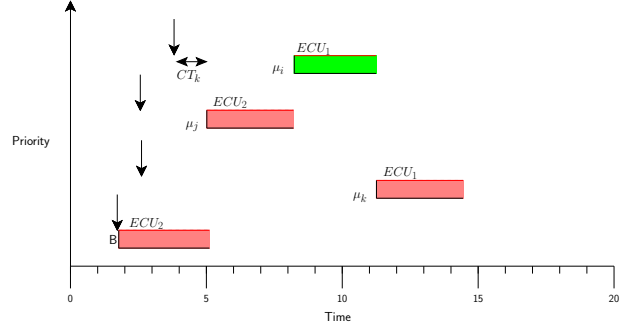 ECU₁
μᵢ
CTₖ
ECU₂
μⱼ
Priority
ECU₁
μₖ
ECU₂
B
0 5 10 15 20
Time